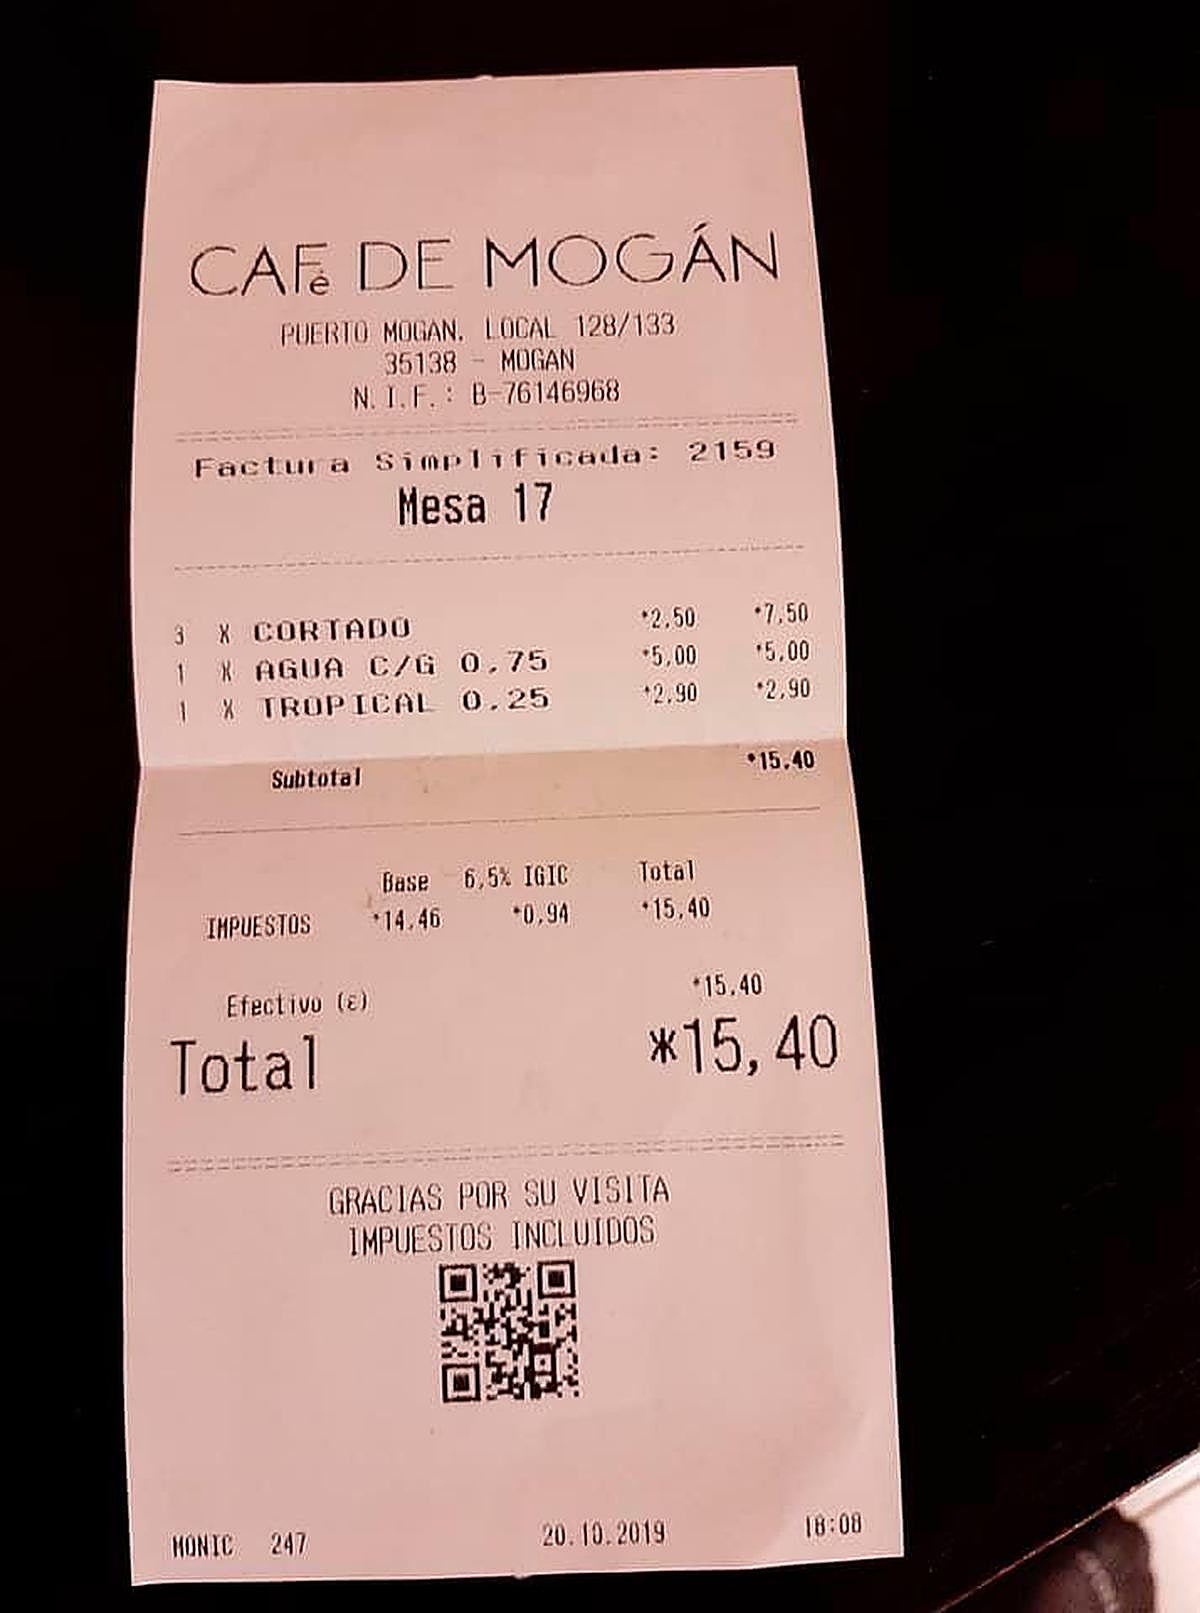 CAFé DE MOGÁN
PUERTO MOGAN. LOCAL 128/133
35138 - MOGAN
N.I.F.: B-76146968
Factura Simplificada: 2159
Mesa 17
3 X CORTADO *2,50 *7,50
1 X AGUA C/G 0,75 *5,00 *5,00
1 X TROPICAL 0.25 *2,90 *2,90
Subtotal *15,40
Base 6,5% IGIC Total
IMPUESTOS *14,46 *0,94 *15,40
Efectivo (€) *15,40
Total *15,40
GRACIAS POR SU VISITA
IMPUESTOS INCLUIDOS
MONIC 247 20.10.2019 18:08